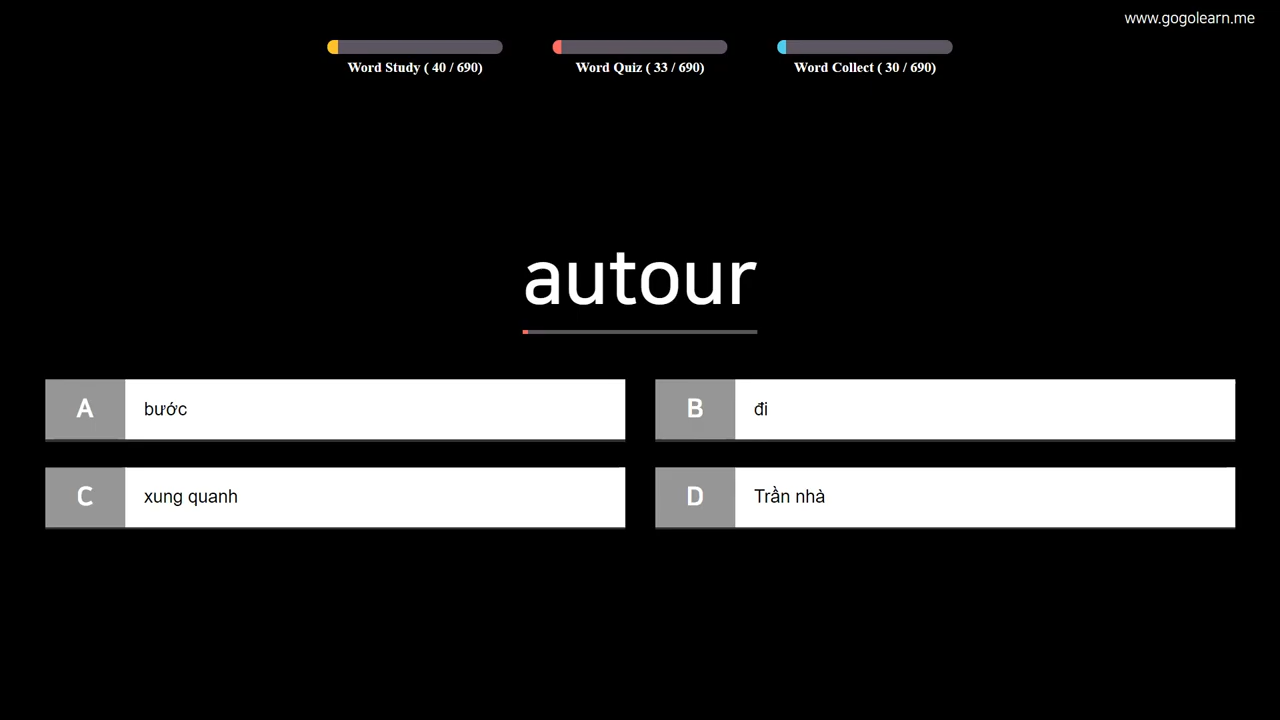 www.gogolearn.me
Word Study ( 40 / 690)
Word Quiz ( 33 / 690)
Word Collect ( 30 / 690)
autour
A bước
B đi
C xung quanh
D Trần nhà